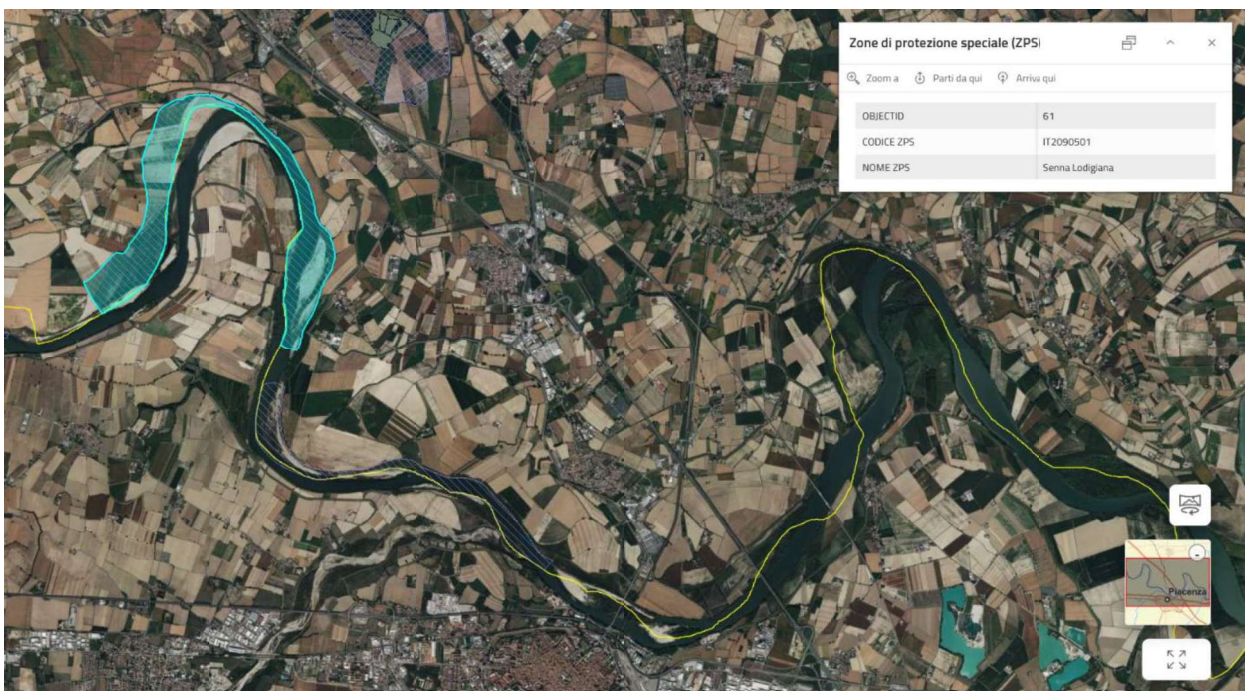 Zone di protezione speciale (ZPS)
Zoom a Parti da qui Arriva qui
OBJECTID 61
CODICE ZPS IT2090501
NOME ZPS Senna Lodigiana
Piacenza